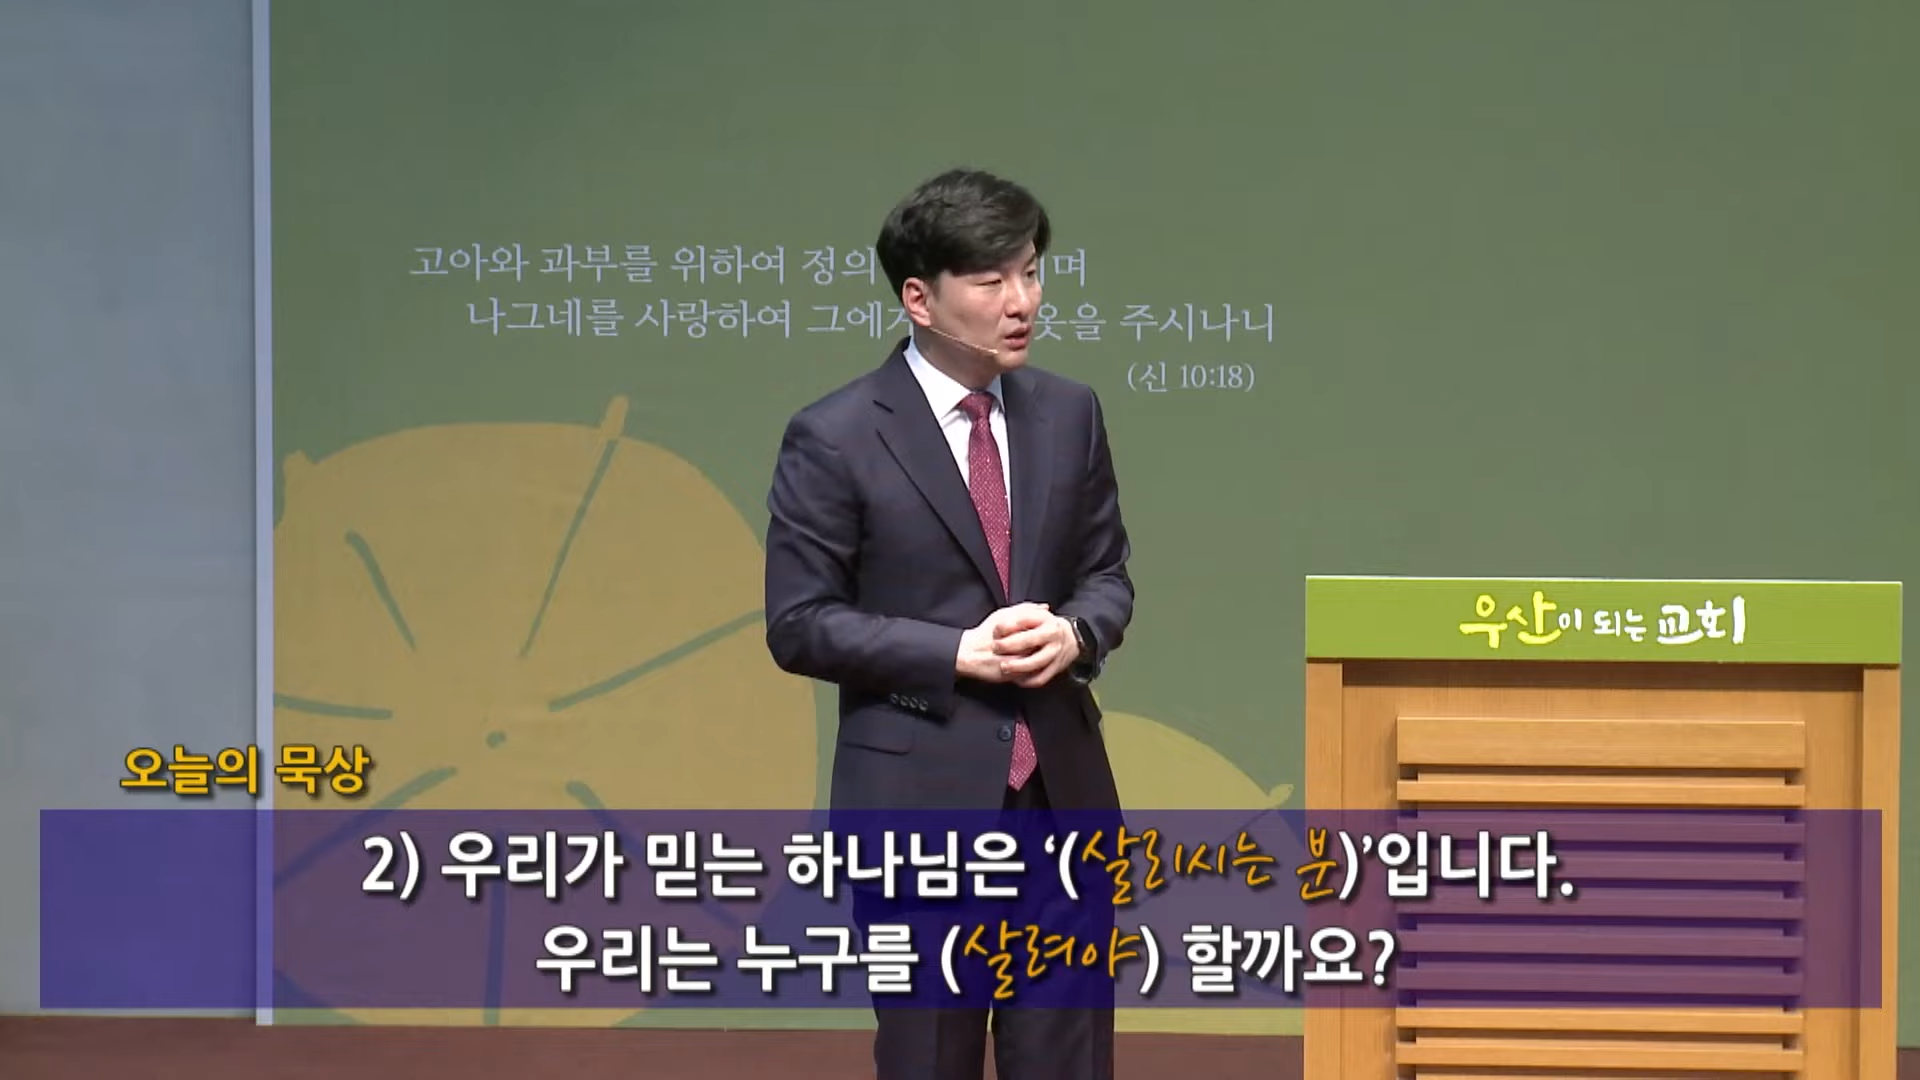 고아와 과부를 위하여 정의 며
나그네를 사랑하여 옷을 주시나니
(신 10:18)
우산이 되는 교회
오늘의 묵상
2) 우리가 믿는 하나님은 ‘(살리시는 분)’입니다.
우리는 누구를 (살려야) 할까요?